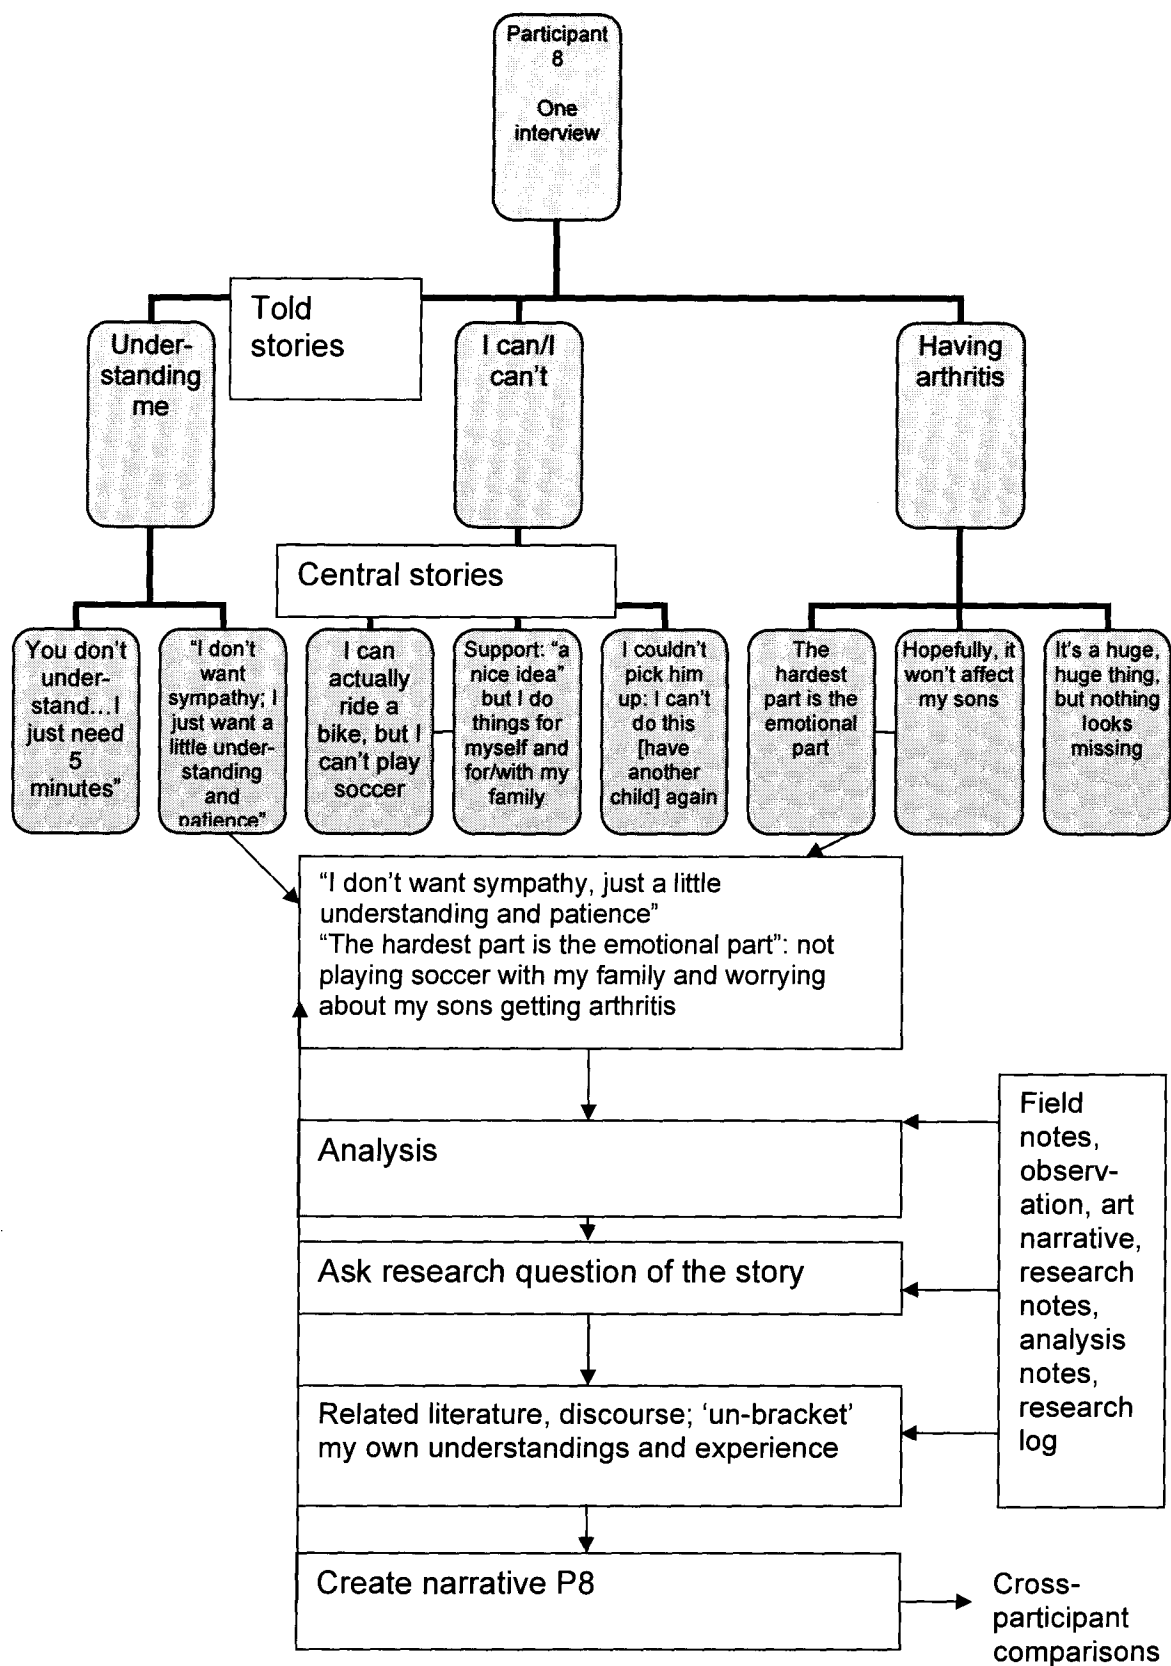 Participant
8
One
interview
Told
stories
Under-
standing
me
I can/I
can't
Having
arthritis
Central stories
You don't
under-
stand...I
just need
5
minutes"
"I don't
want
sympathy; I
just want a
little under-
standing
and
patience"
I can
actually
ride a
bike, but I
can't play
soccer
Support: "a
nice idea"
but I do
things for
myself and
for/with my
family
I couldn't
pick him
up: I can't
do this
[have
another
child] again
The
hardest
part is the
emotional
part
Hopefully, it
won't affect
my sons
It's a huge,
huge thing,
but nothing
looks
missing
"I don't want sympathy, just a little
understanding and patience"
"The hardest part is the emotional part": not
playing soccer with my family and worrying
about my sons getting arthritis
Analysis
Ask research question of the story
Related literature, discourse; 'un-bracket'
my own understandings and experience
Create narrative P8
Field
notes,
observ-
ation, art
narrative,
research
notes,
analysis
notes,
research
log
Cross-
participant
comparisons